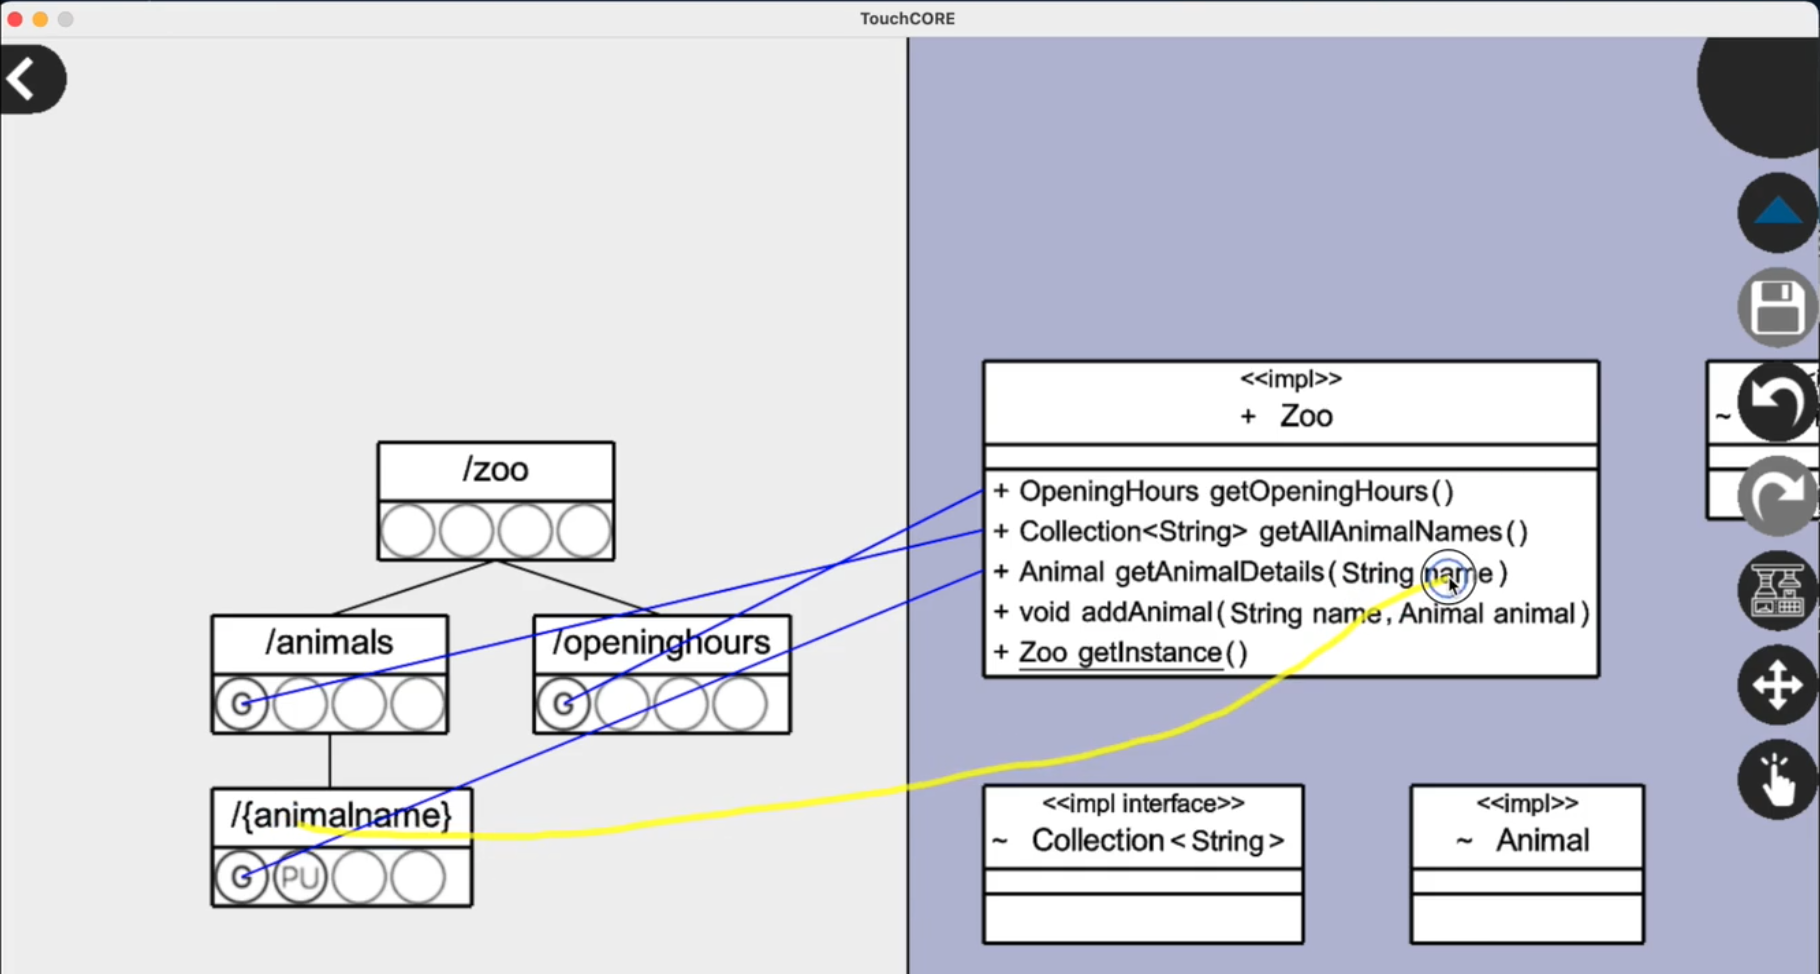 TouchCORE
/zoo
/animals
/openinghours
G
G
/{animalname}
G PU
<<impl>>
+ Zoo
+ OpeningHours getOpeningHours()
+ Collection<String> getAllAnimalNames()
+ Animal getAnimalDetails(String name)
+ void addAnimal(String name, Animal animal)
+ Zoo getInstance()
~
<<impl interface>>
~ Collection<String>
<<impl>>
~ Animal